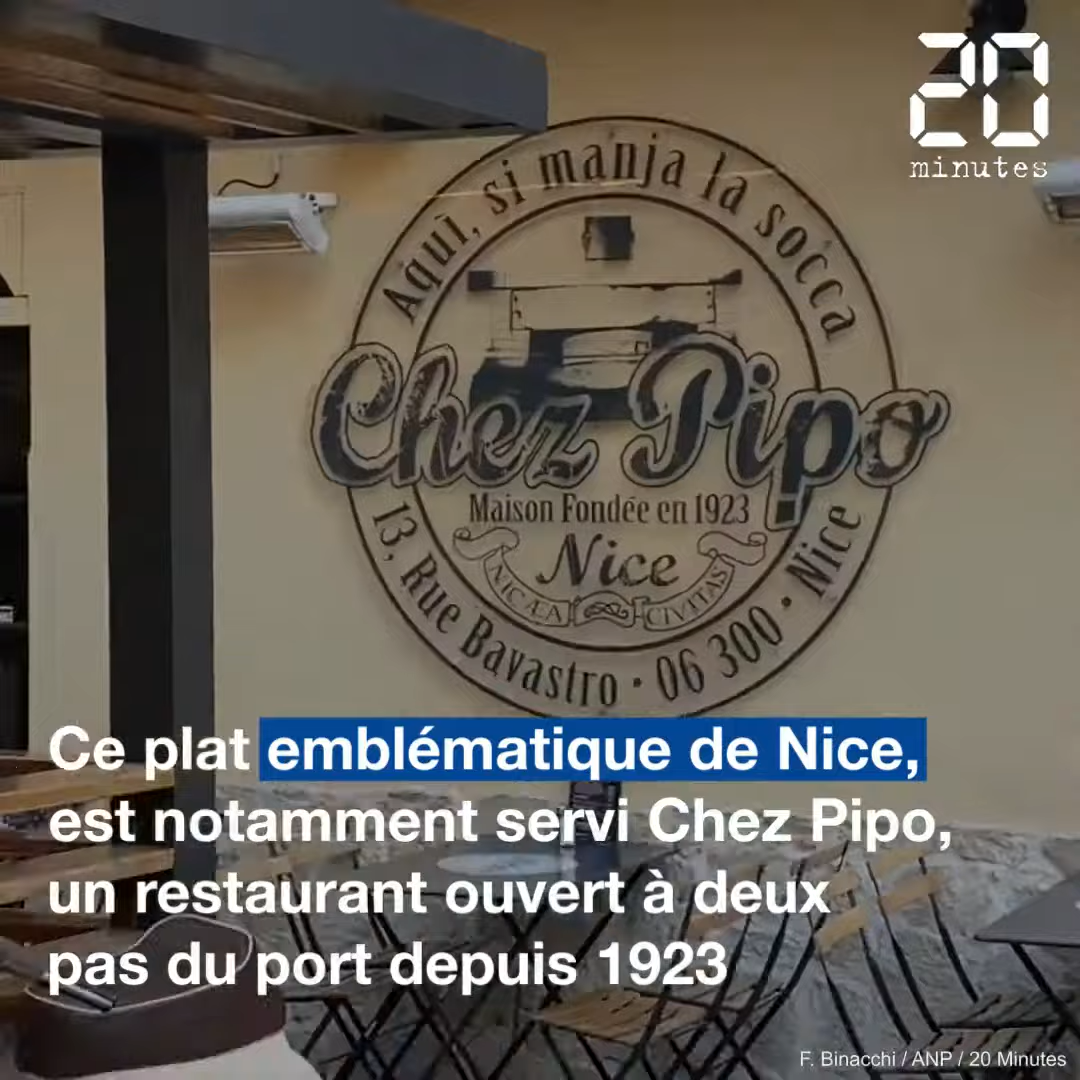 20
minutes
Aquì, si manja la socca
Chez Pipo
Maison Fondée en 1923
Nice
NICÆA CIVITAS
13, Rue Bavastro • 06 300 • Nice
Ce plat emblématique de Nice,
est notamment servi Chez Pipo,
un restaurant ouvert à deux
pas du port depuis 1923
F. Binacchi / ANP / 20 Minutes